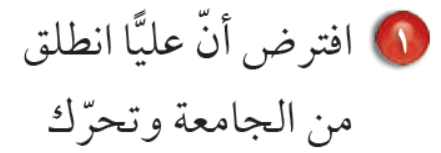 ١ افترض أنّ عليًّا انطلق
من الجامعة وتحرّك